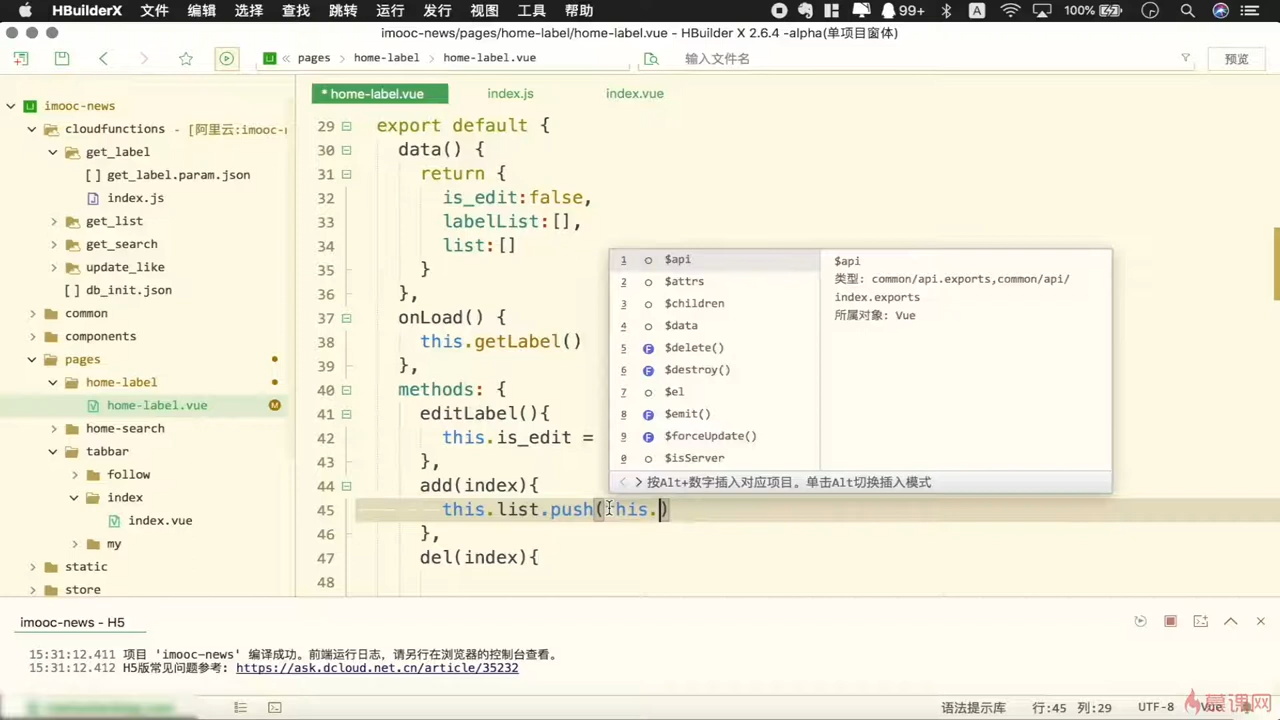 HBuilderX 文件 编辑 选择 查找 跳转 运行 发行 视图 工具 帮助 99+ A 100%
imooc-news/pages/home-label/home-label.vue - HBuilder X 2.6.4 -alpha(单项目窗体)
pages home-label home-label.vue 输入文件名 预览
imooc-news
cloudfunctions - [阿里云:imooc-
get_label
get_label.param.json
index.js
get_list
get_search
update_like
db_init.json
common
components
pages
home-label
home-label.vue M
home-search
tabbar
follow
index
index.vue
my
static
store
* home-label.vue index.js index.vue
29 export default {
30 data() {
31 return {
32 is_edit:false,
33 labelList:[],
34 list:[]
35 }
36 },
37 onLoad() {
38 this.getLabel()
39 },
40 methods: {
41 editLabel(){
42 this.is_edit =
43 },
44 add(index){
45 this.list.push(this.)
46 },
47 del(index){
48
1 $api
2 $attrs
3 $children
4 $data
5 F $delete()
6 F $destroy()
7 $el
8 F $emit()
9 F $forceUpdate()
0 $isServer
$api
类型: common/api.exports,common/api/
index.exports
所属对象: Vue
按Alt+数字插入对应项目。单击Alt切换插入模式
imooc-news - H5
15:31:12.411 项目 'imooc-news' 编译成功。前端运行日志，请另行在浏览器的控制台查看。
15:31:12.412 H5版常见问题参考: https://ask.dcloud.net.cn/article/35232
语法提示库 行:45 列:29 UTF-8 Vue
慕课网